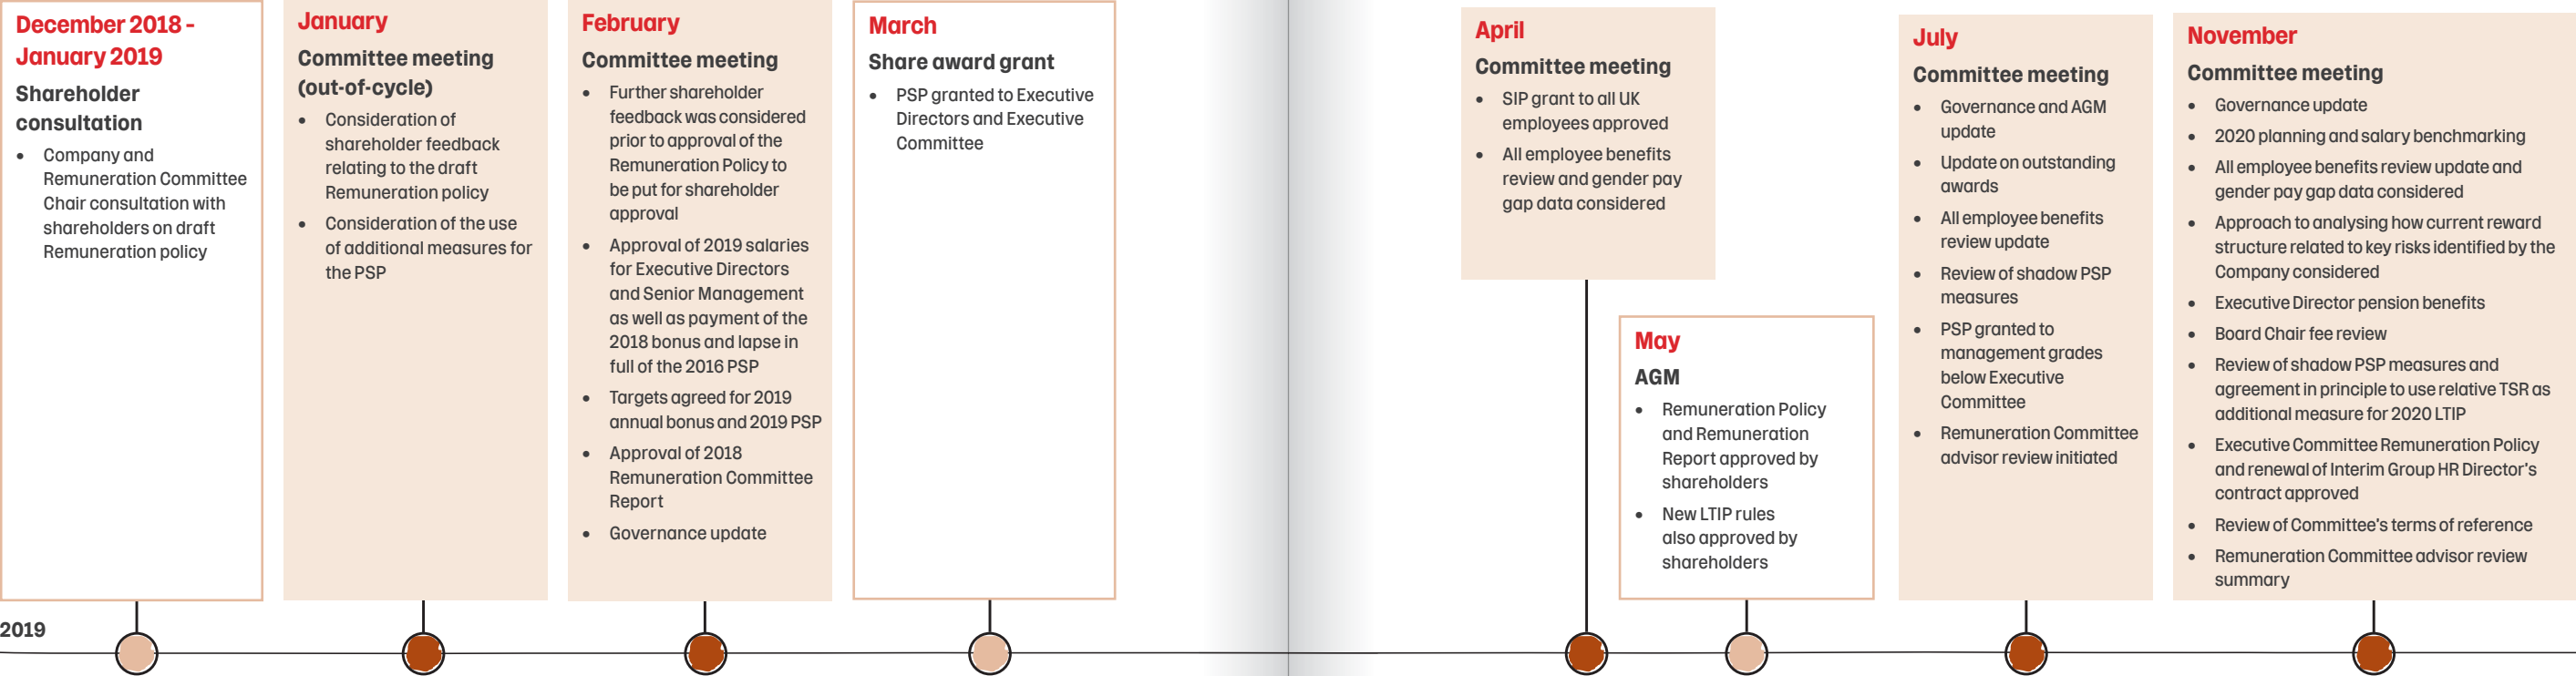 December 2018 -
January 2019
Shareholder
consultation
• Company and
Remuneration Committee
Chair consultation with
shareholders on draft
Remuneration policy
January
Committee meeting
(out-of-cycle)
• Consideration of
shareholder feedback
relating to the draft
Remuneration policy
• Consideration of the use
of additional measures for
the PSP
February
Committee meeting
• Further shareholder
feedback was considered
prior to approval of the
Remuneration Policy to
be put for shareholder
approval
• Approval of 2019 salaries
for Executive Directors
and Senior Management
as well as payment of the
2018 bonus and lapse in
full of the 2016 PSP
• Targets agreed for 2019
annual bonus and 2019 PSP
• Approval of 2018
Remuneration Committee
Report
• Governance update
March
Share award grant
• PSP granted to Executive
Directors and Executive
Committee
April
Committee meeting
• SIP grant to all UK
employees approved
• All employee benefits
review and gender pay
gap data considered
May
AGM
• Remuneration Policy
and Remuneration
Report approved by
shareholders
• New LTIP rules
also approved by
shareholders
July
Committee meeting
• Governance and AGM
update
• Update on outstanding
awards
• All employee benefits
review update
• Review of shadow PSP
measures
• PSP granted to
management grades
below Executive
Committee
• Remuneration Committee
advisor review initiated
November
Committee meeting
• Governance update
• 2020 planning and salary benchmarking
• All employee benefits review update and
gender pay gap data considered
• Approach to analysing how current reward
structure related to key risks identified by the
Company considered
• Executive Director pension benefits
• Board Chair fee review
• Review of shadow PSP measures and
agreement in principle to use relative TSR as
additional measure for 2020 LTIP
• Executive Committee Remuneration Policy
and renewal of Interim Group HR Director's
contract approved
• Review of Committee's terms of reference
• Remuneration Committee advisor review
summary
2019